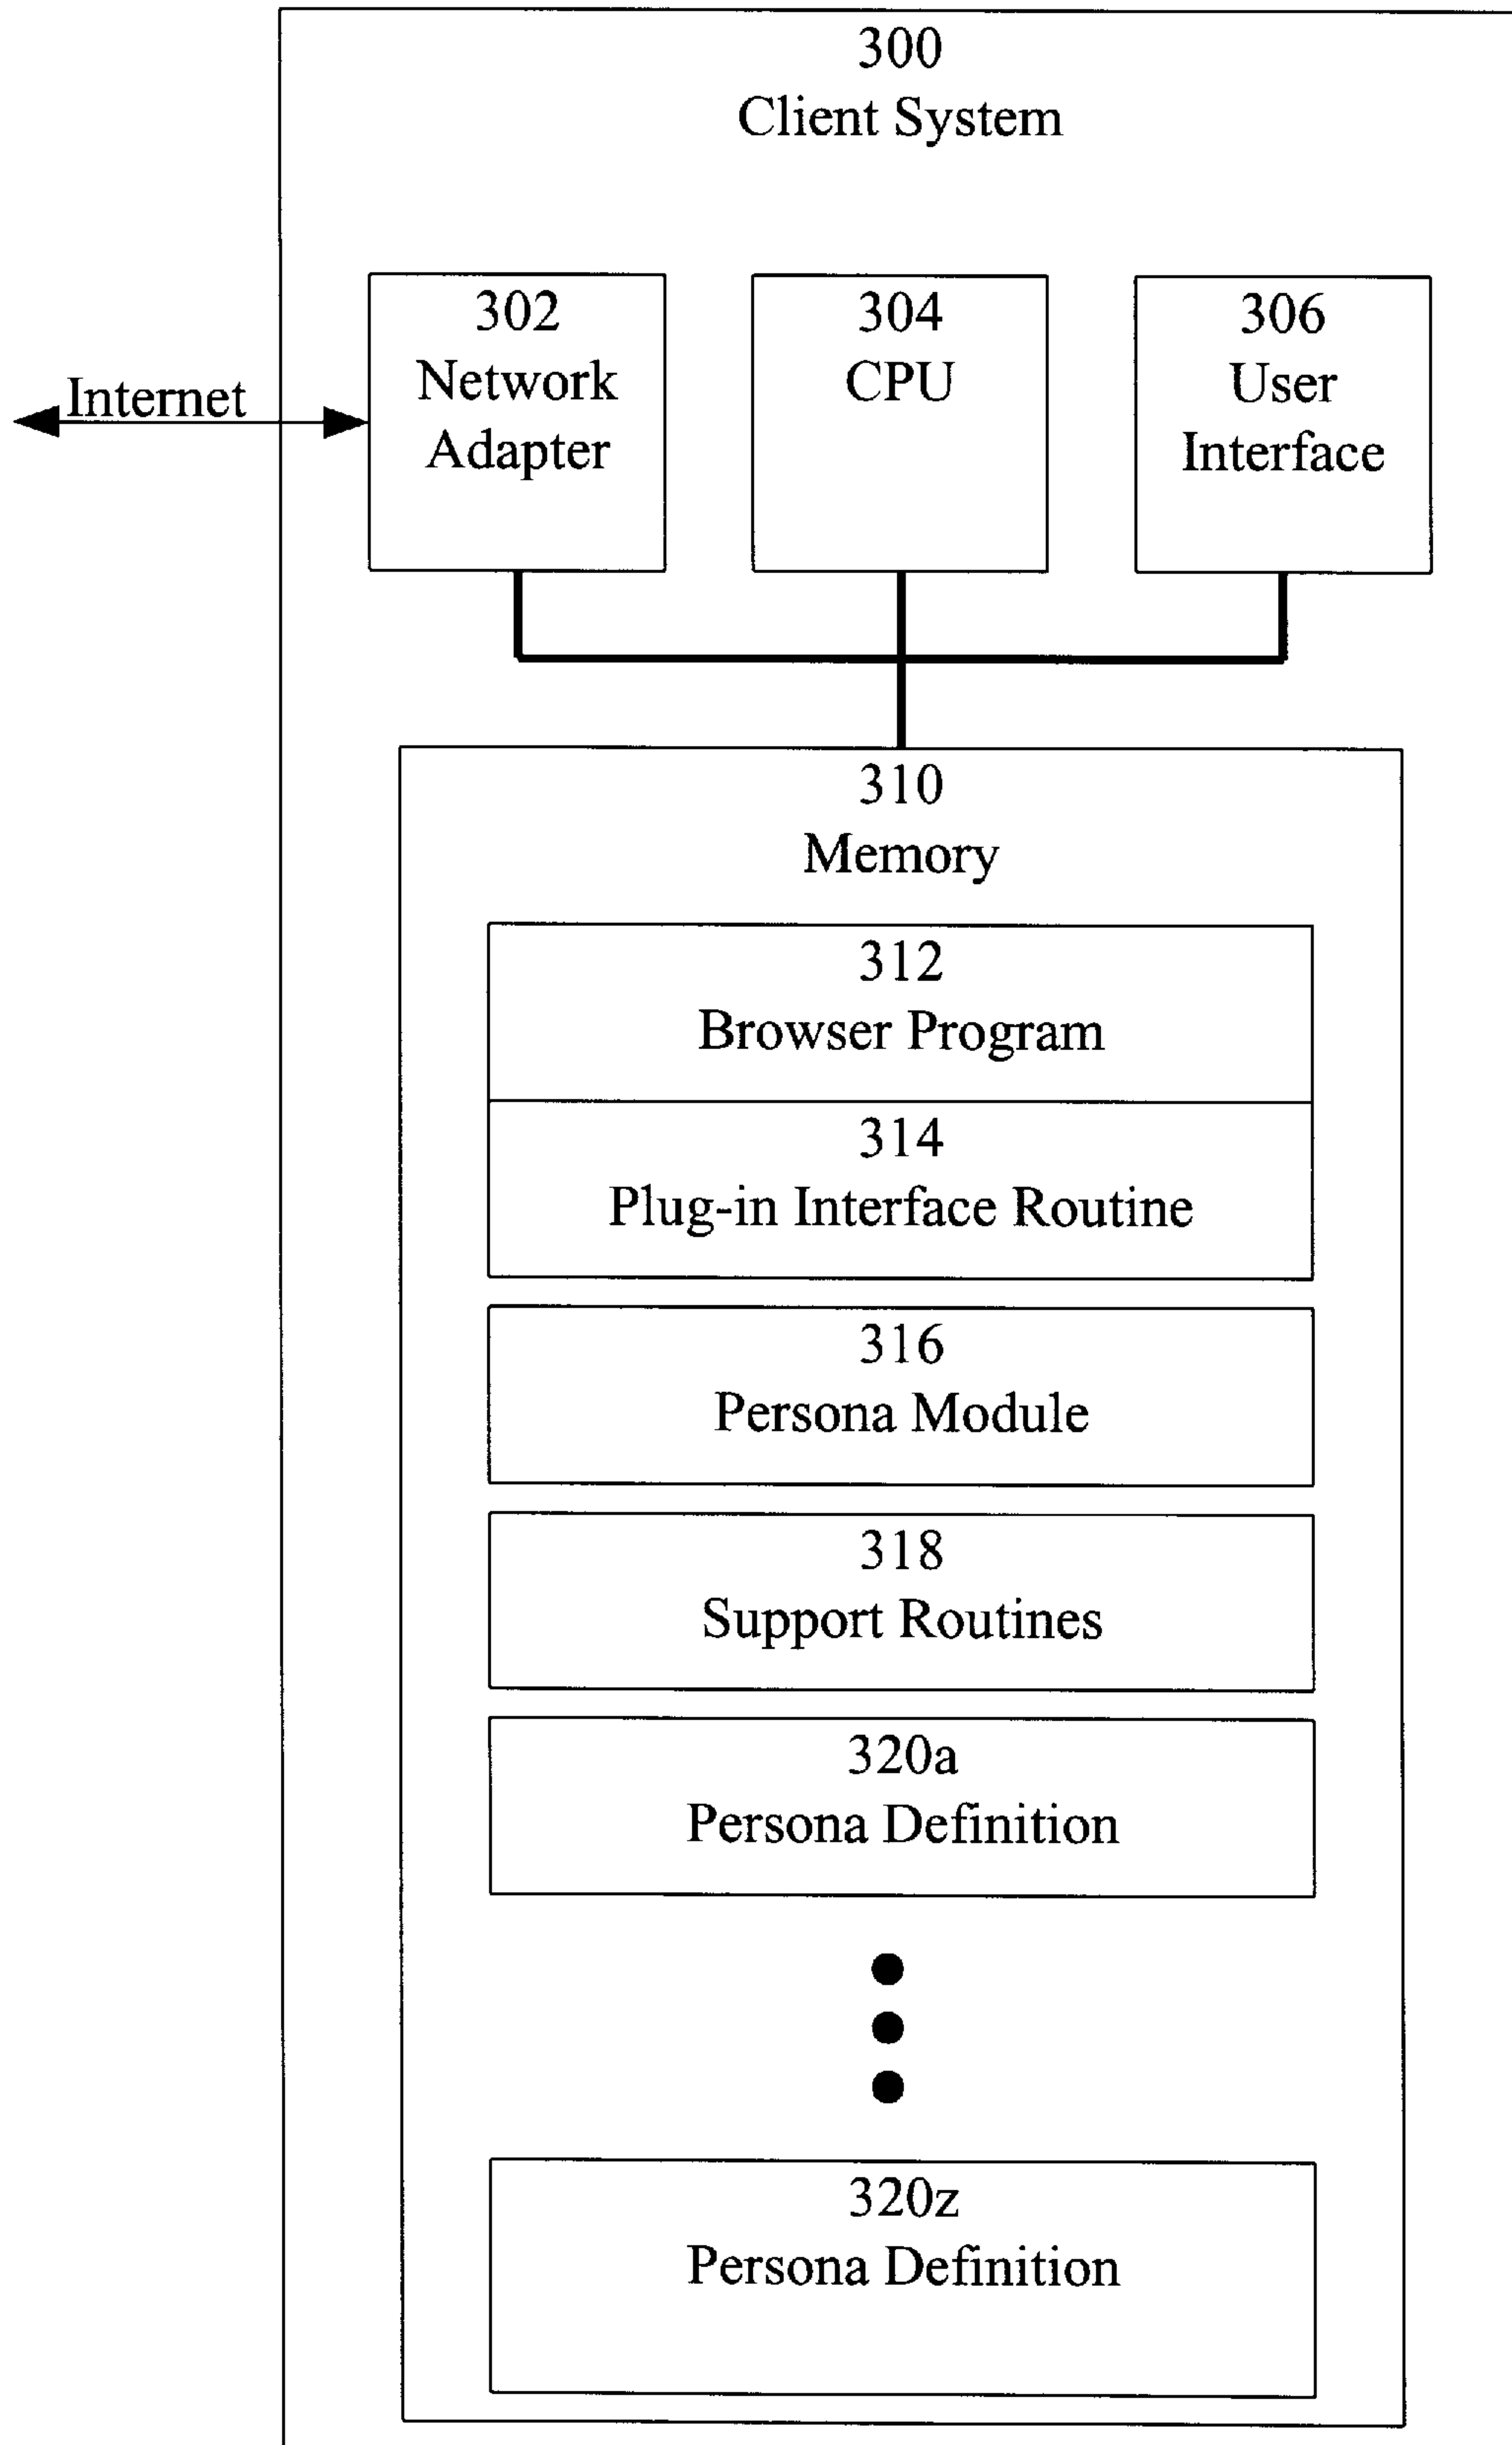 300
Client System
302
Network
Adapter
304
CPU
306
User
Interface
Internet
310
Memory
312
Browser Program
314
Plug-in Interface Routine
316
Persona Module
318
Support Routines
320a
Persona Definition
320z
Persona Definition